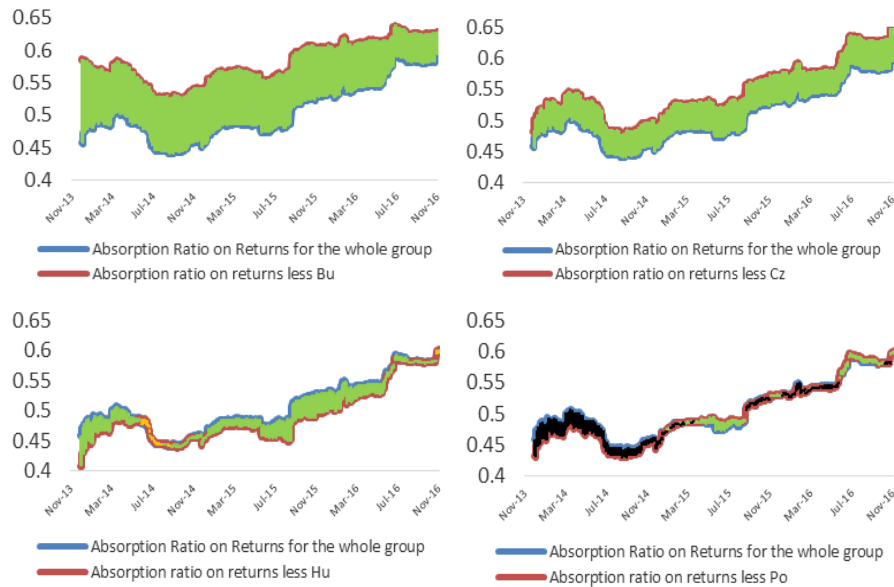 0.65
0.6
0.55
0.5
0.45
0.4
Nov-13 Mar-14 Jul-14 Nov-14 Mar-15 Jul-15 Nov-15 Mar-16 Jul-16 Nov-16
Absorption Ratio on Returns for the whole group
Absorption ratio on returns less Bu
0.65
0.6
0.55
0.5
0.45
0.4
Nov-13 Mar-14 Jul-14 Nov-14 Mar-15 Jul-15 Nov-15 Mar-16 Jul-16 Nov-16
Absorption Ratio on Returns for the whole group
Absorption ratio on returns less Cz
0.65
0.6
0.55
0.5
0.45
0.4
Nov-13 Mar-14 Jul-14 Nov-14 Mar-15 Jul-15 Nov-15 Mar-16 Jul-16 Nov-16
Absorption Ratio on Returns for the whole group
Absorption ratio on returns less Hu
0.65
0.6
0.55
0.5
0.45
0.4
Nov-13 Mar-14 Jul-14 Nov-14 Mar-15 Jul-15 Nov-15 Mar-16 Jul-16 Nov-16
Absorption Ratio on Returns for the whole group
Absorption ratio on returns less Po